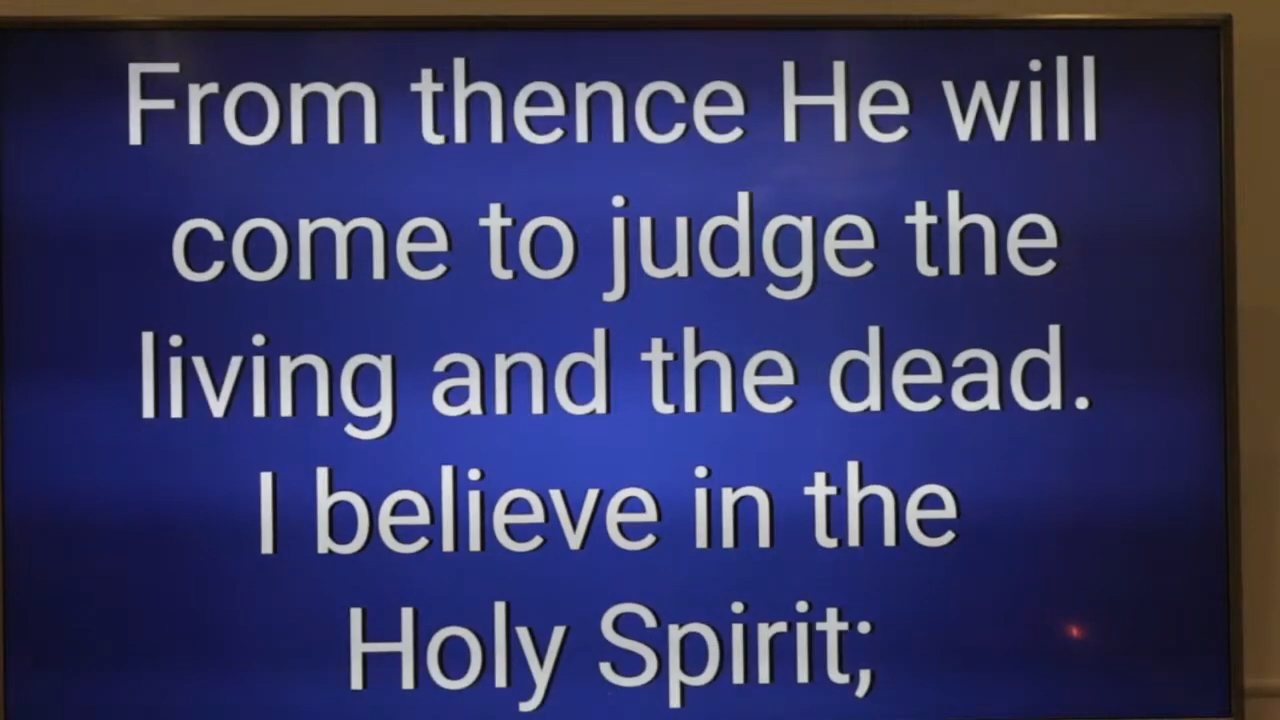 From thence He will
come to judge the
living and the dead.
I believe in the
Holy Spirit;